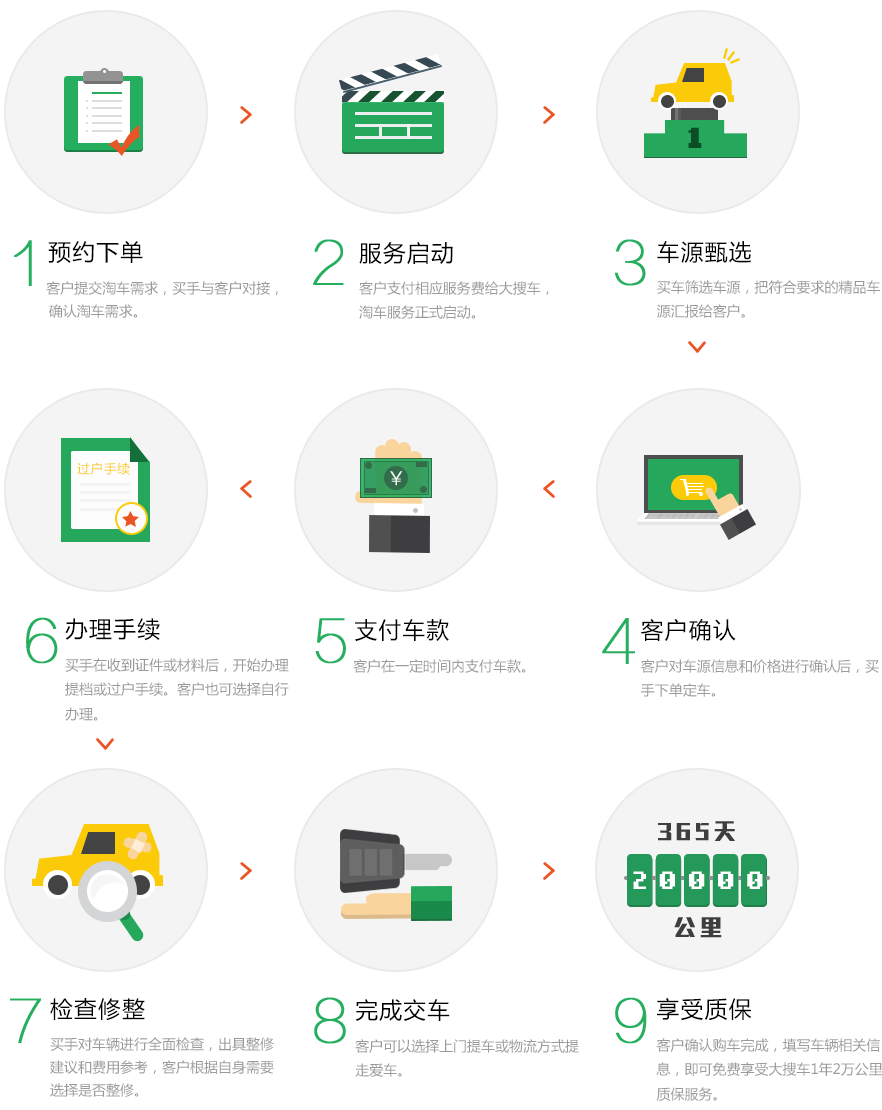 1
1 预约下单
客户提交淘车需求，买手与客户对接，
确认淘车需求。
2 服务启动
客户支付相应服务费给大搜车，
淘车服务正式启动。
3 车源甄选
买车筛选车源，把符合要求的精品车
源汇报给客户。
过户手续
6 办理手续
买手在收到证件或材料后，开始办理
提档或过户手续。客户也可选择自行
办理。
¥
5 支付车款
客户在一定时间内支付车款。
4 客户确认
客户对车源信息和价格进行确认后，买
手下单定车。
7 检查修整
买手对车辆进行全面检查，出具整修
建议和费用参考，客户根据自身需要
选择是否整修。
8 完成交车
客户可以选择上门提车或物流方式提
走爱车。
365天
20000
公里
9 享受质保
客户确认购车完成，填写车辆相关信
息，即可免费享受大搜车1年2万公里
质保服务。